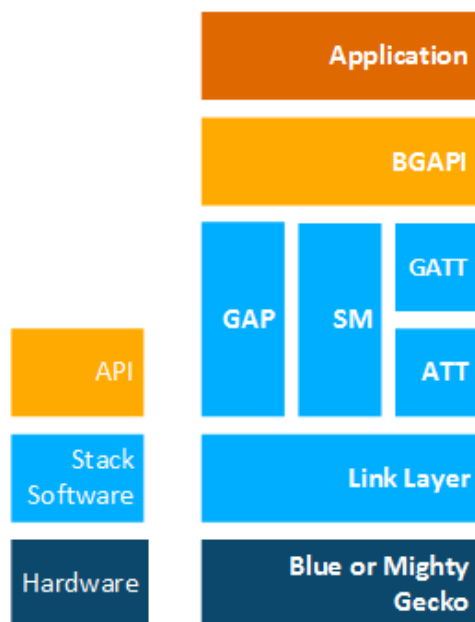 Application
BGAPI
GATT
GAP
SM
API
ATT
Stack
Software
Link Layer
Hardware
Blue or Mighty
Gecko